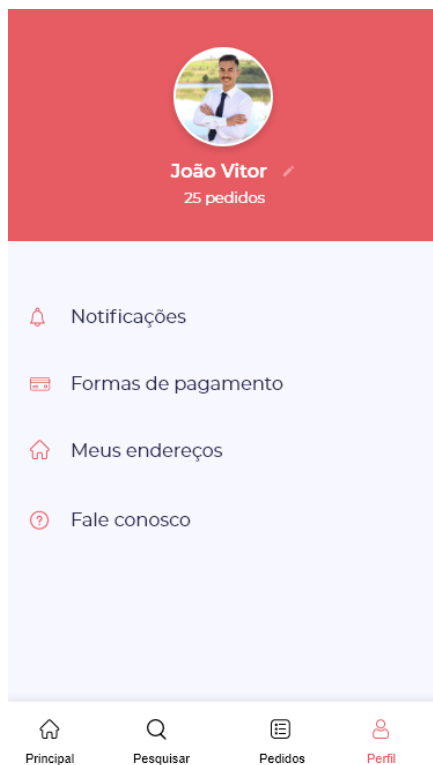 João Vitor
25 pedidos
Notificações
Formas de pagamento
Meus endereços
Fale conosco
Principal
Pesquisar
Pedidos
Perfil